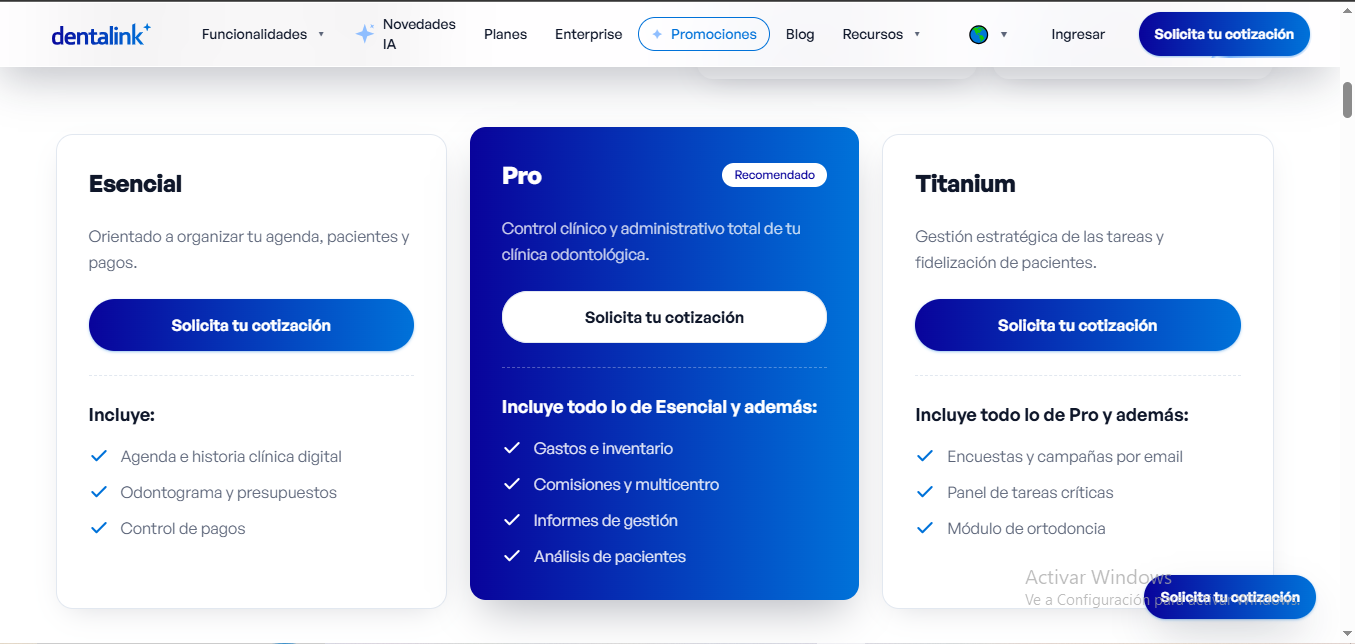 dentalink
Funcionalidades
Novedades
IA
Planes
Enterprise
Promociones
Blog
Recursos
Ingresar
Solicita tu cotización
Esencial
Orientado a organizar tu agenda, pacientes y
pagos.
Solicita tu cotización
Incluye:
Agenda e historia clínica digital
Odontograma y presupuestos
Control de pagos
Pro
Recomendado
Control clínico y administrativo total de tu
clínica odontológica.
Solicita tu cotización
Incluye todo lo de Esencial y además:
Gastos e inventario
Comisiones y multicentro
Informes de gestión
Análisis de pacientes
Titanium
Gestión estratégica de las tareas y
fidelización de pacientes.
Solicita tu cotización
Incluye todo lo de Pro y además:
Encuestas y campañas por email
Panel de tareas críticas
Módulo de ortodoncia
Activar Windows
Ve a Configuración para activar Windows.
Solicita tu cotización